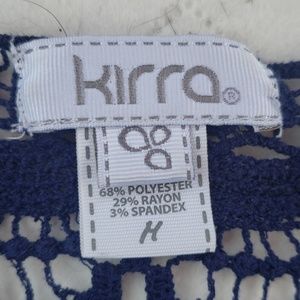 kirra®
68% POLYESTER
29% RAYON
3% SPANDEX
H